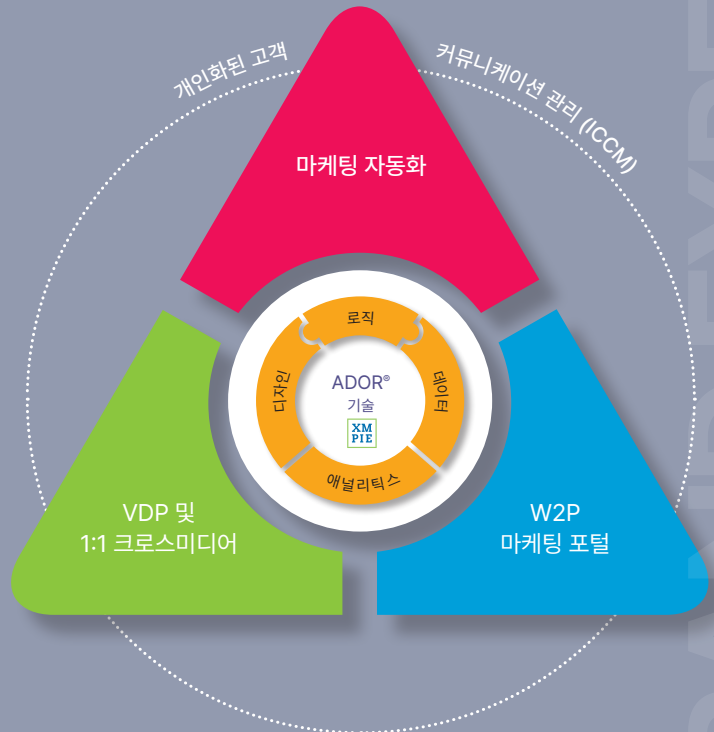 개인화된 고객
커뮤니케이션 관리 (ICCM)
마케팅 자동화
로직
디자인
데이터
ADOR®
기술
XM
PIE
애널리틱스
VDP 및
1:1 크로스미디어
W2P
마케팅 포털